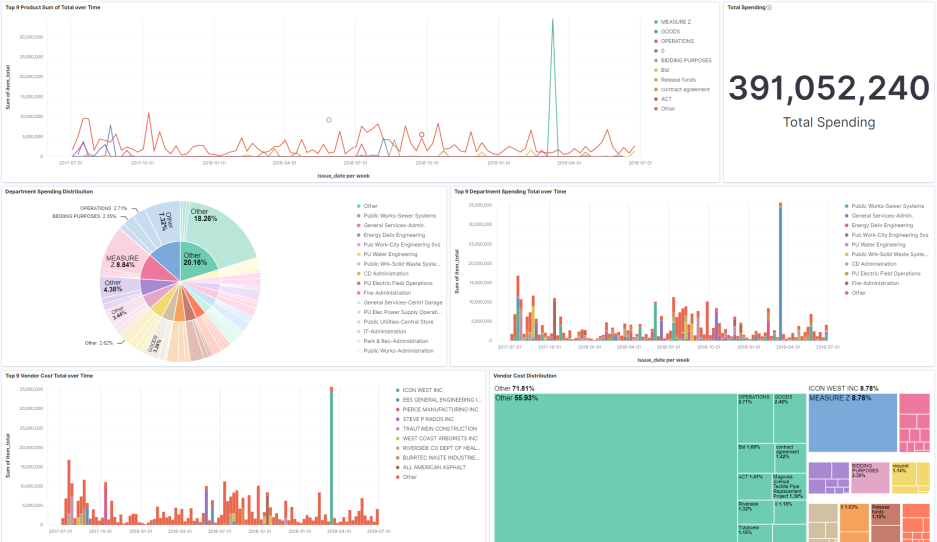 Top 9 Product Sum of Total over Time
Sum of item_total
30,000,000
25,000,000
20,000,000
15,000,000
10,000,000
5,000,000
0
2017-07-01
2017-10-01
2018-01-01
2018-04-01
2018-07-01
2018-10-01
2019-01-01
2019-04-01
2019-07-01
issue_date per week
MEASURE Z
GOODS
OPERATIONS
0
BIDDING PURPOSES
Bid
Release funds
contract agreement
ACT
Other
Total Spending
391,052,240
Total Spending
Department Spending Distribution
OPERATIONS 2.71%
BIDDING PURPOSES 2.35%
Other 7.32%
Other 18.26%
Other 20.16%
MEASURE Z 8.84%
Other 4.38%
Other 3.44%
Other 2.62%
GOODS
Other
Public Works-Sewer Systems
General Services-Admin.
Energy Deliv Engineering
Pub Work-City Engineering Svs
PU Water Engineering
Public Wrk-Solid Waste Syste...
CD Administration
PU Electric Field Operations
Fire-Administration
General Services-Centrl Garage
PU Elec Power Supply Operati...
Public Utilities-Central Store
IT-Administration
Park & Rec-Administration
Public Works-Administration
Top 9 Department Spending Total over Time
Sum of item_total
35,000,000
30,000,000
25,000,000
20,000,000
15,000,000
10,000,000
5,000,000
0
2017-07-01
2017-10-01
2018-01-01
2018-04-01
2018-07-01
2018-10-01
2019-01-01
2019-04-01
2019-07-01
issue_date per week
Public Works-Sewer Systems
General Services-Admin.
Energy Deliv Engineering
Pub Work-City Engineering Svs
PU Water Engineering
Public Wrk-Solid Waste Syste...
CD Administration
PU Electric Field Operations
Fire-Administration
Other
Top 9 Vendor Cost Total over Time
Sum of item_total
35,000,000
30,000,000
25,000,000
20,000,000
15,000,000
10,000,000
5,000,000
0
2017-07-01
2017-10-01
2018-01-01
2018-04-01
2018-07-01
2018-10-01
2019-01-01
2019-04-01
2019-07-01
ICON WEST INC
EBS GENERAL ENGINEERING I...
PIERCE MANUFACTURING INC
STEVE P RADOS INC
TRAUTWEIN CONSTRUCTION
WEST COAST ARBORISTS INC
RIVERSIDE CO DEPT OF HEAL...
BURRTEC WASTE INDUSTRIE...
ALL AMERICAN ASPHALT
Other
Vendor Cost Distribution
Other 71.81%
Other 55.93%
OPERATIONS 2.71%
GOODS 2.48%
Bid 1.69%
contract agreement 1.42%
ACT 1.41%
Magnolia Avenue Techite Pipe Replacement Project 1.39%
Riverside 1.32%
0 1.18%
Trautwein 1.15%
ICON WEST INC 8.78%
MEASURE Z 8.76%
BIDDING PURPOSES 2.35%
request 1.14%
S 1.53%
Release funds 1.18%